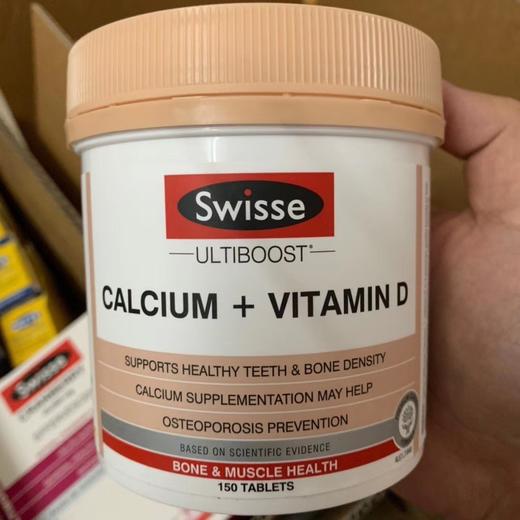 Swisse
ULTIBOOST®
CALCIUM + VITAMIN D
SUPPORTS HEALTHY TEETH & BONE DENSITY
CALCIUM SUPPLEMENTATION MAY HELP
OSTEOPOROSIS PREVENTION
BASED ON SCIENTIFIC EVIDENCE
BONE & MUSCLE HEALTH
150 TABLETS
Swisse